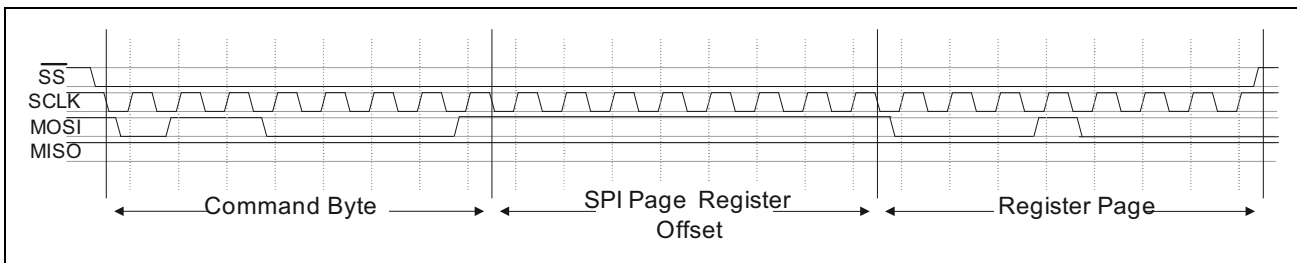 SS
SCLK
MOSI
MISO
Command Byte
SPI Page Register
Offset
Register Page